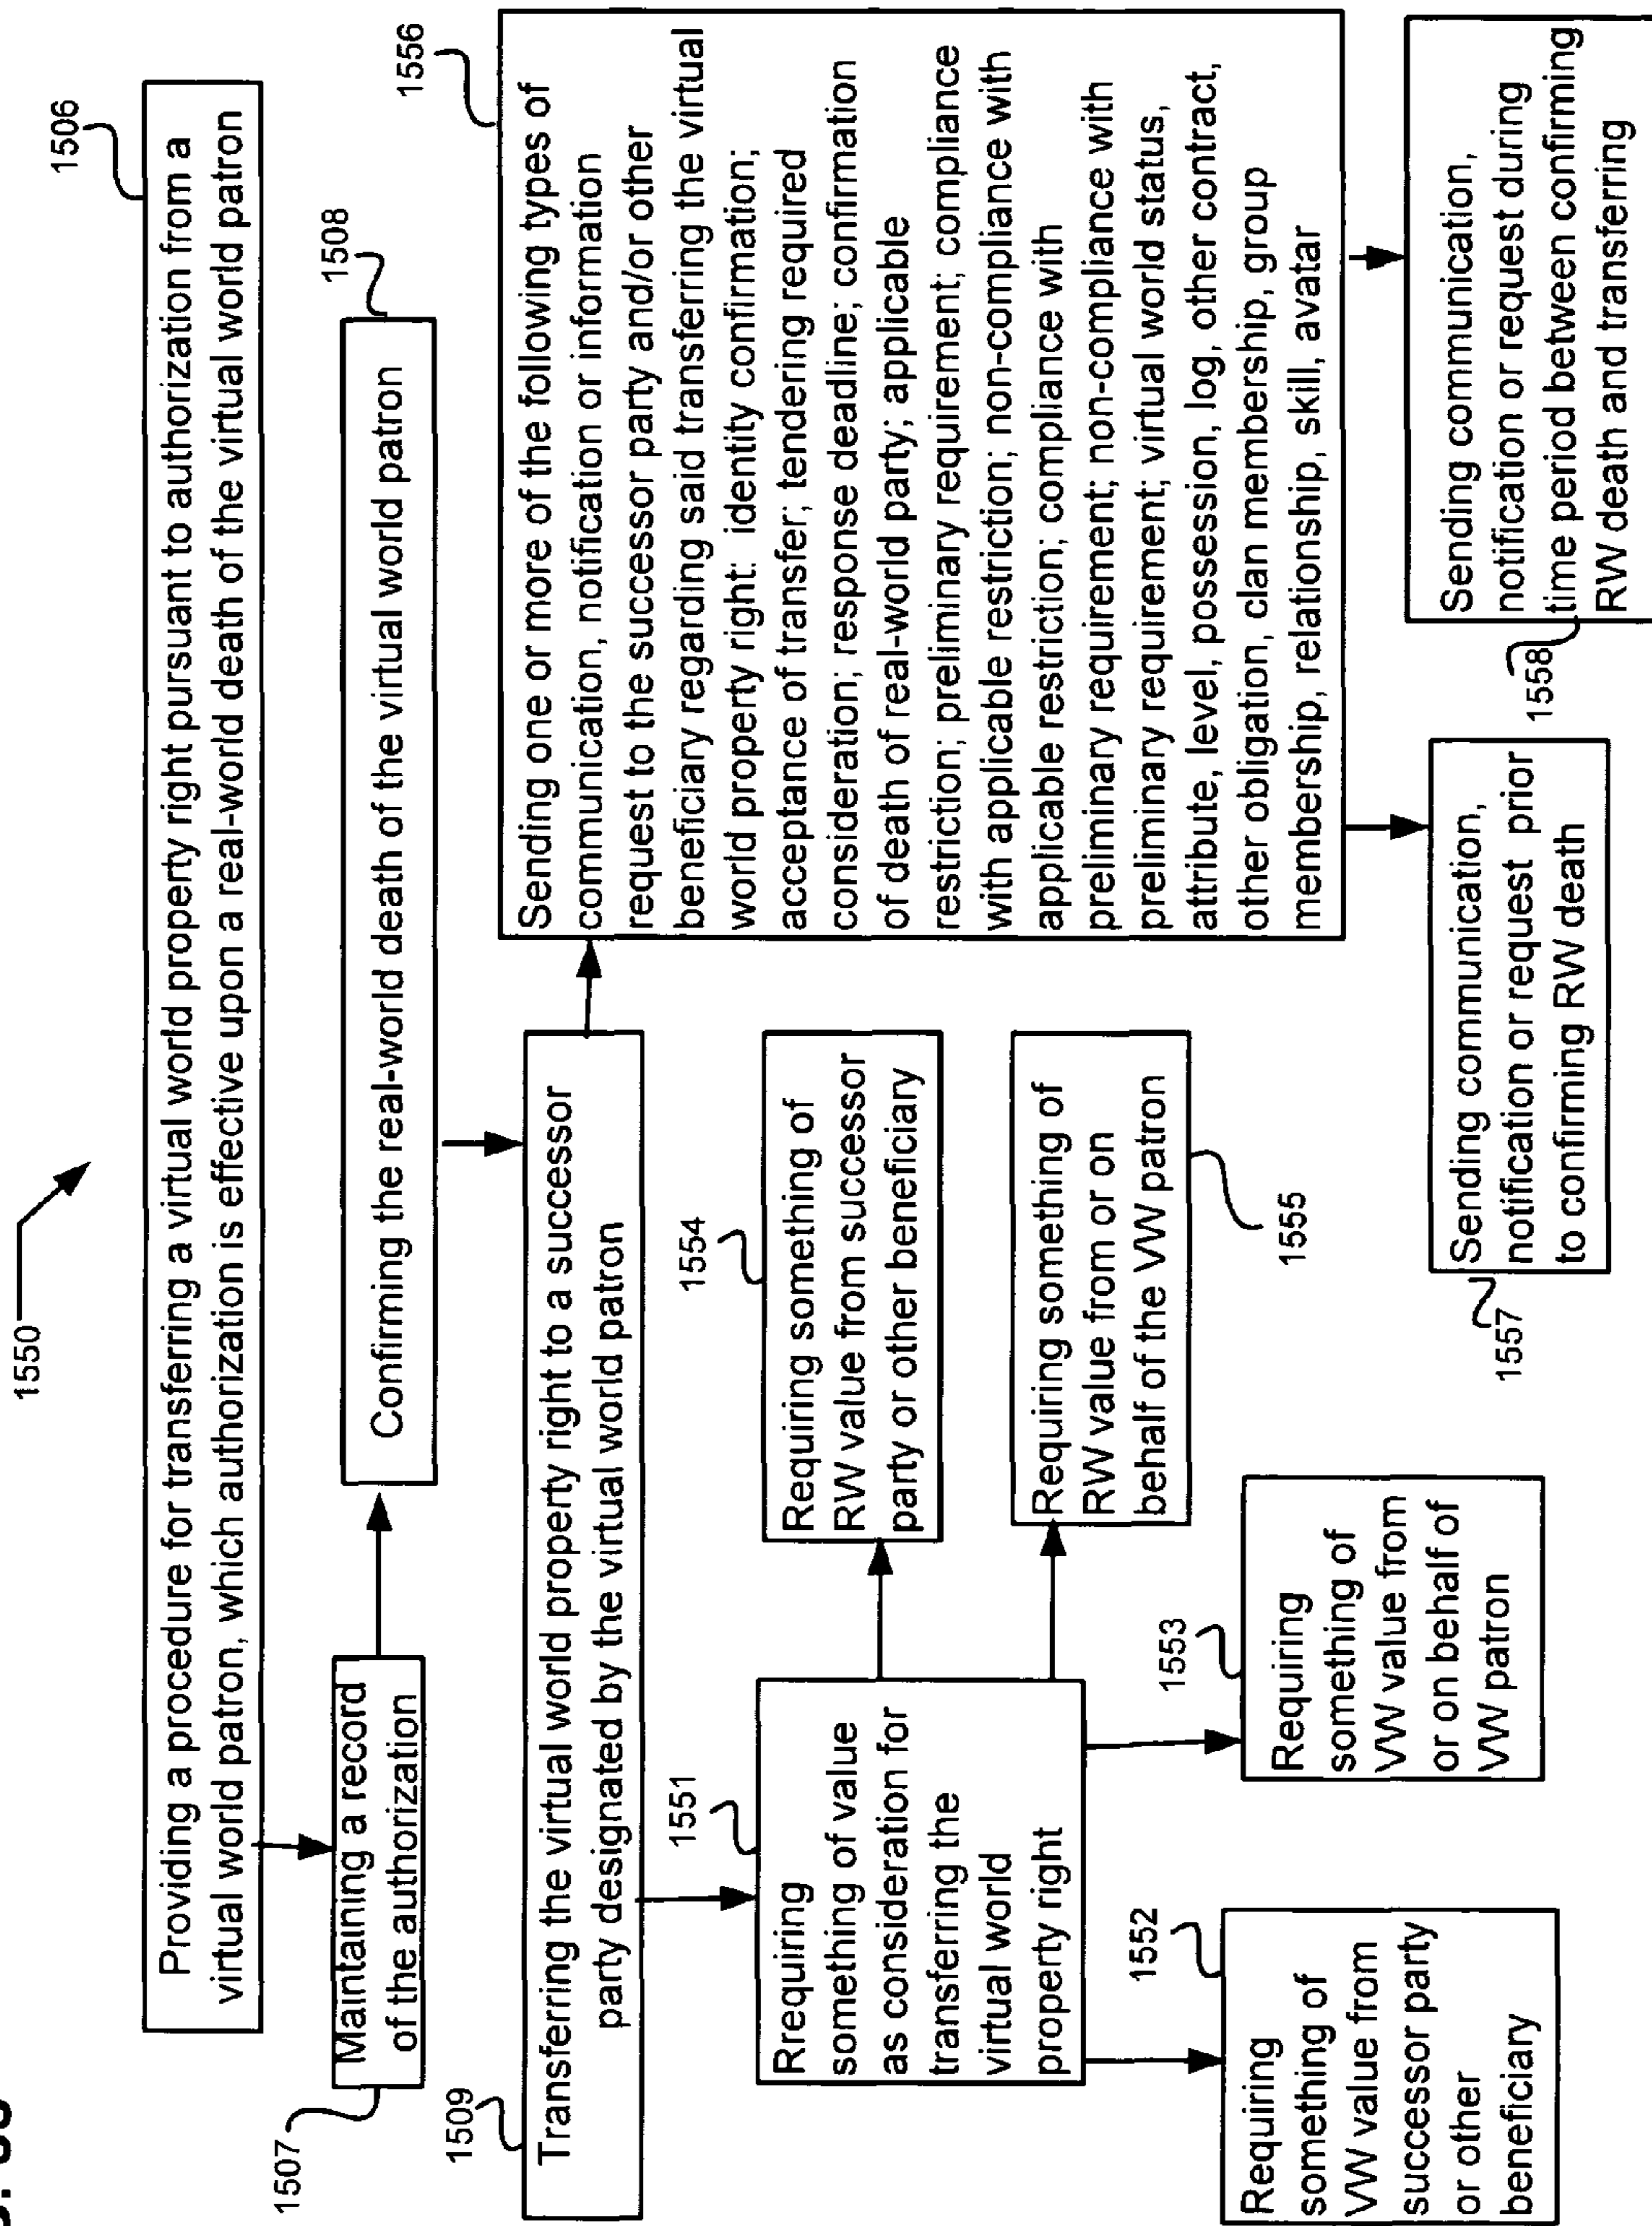 1550
1506
Providing a procedure for transferring a virtual world property right pursuant to authorization from a
virtual world patron, which authorization is effective upon a real-world death of the virtual world patron
1507
Maintaining a record
of the authorization
1508
Confirming the real-world death of the virtual world patron
1509
Transferring the virtual world property right to a successor
party designated by the virtual world patron
1551
Rrequiring
something of value
as consideration for
transferring the
virtual world
property right
1552
Requiring
something of
VW value from
successor party
or other
beneficiary
1553
Requiring
something of
VW value from
or on behalf of
VW patron
1554
Requiring something of
RW value from successor
party or other beneficiary
1555
Requiring something of
RW value from or on
behalf of the VW patron
1556
Sending one or more of the following types of
communication, notification or information
request to the successor party and/or other
beneficiary regarding said transferring the virtual
world property right: identity confirmation;
acceptance of transfer; tendering required
consideration; response deadline; confirmation
of death of real-world party; applicable
restriction; preliminary requirement; compliance
with applicable restriction; non-compliance with
applicable restriction; compliance with
preliminary requirement; non-compliance with
preliminary requirement; virtual world status,
attribute, level, possession, log, other contract,
other obligation, clan membership, group
membership, relationship, skill, avatar
1557
Sending communication,
notification or request prior
to confirming RW death
1558
Sending communication,
notification or request during
time period between confirming
RW death and transferring